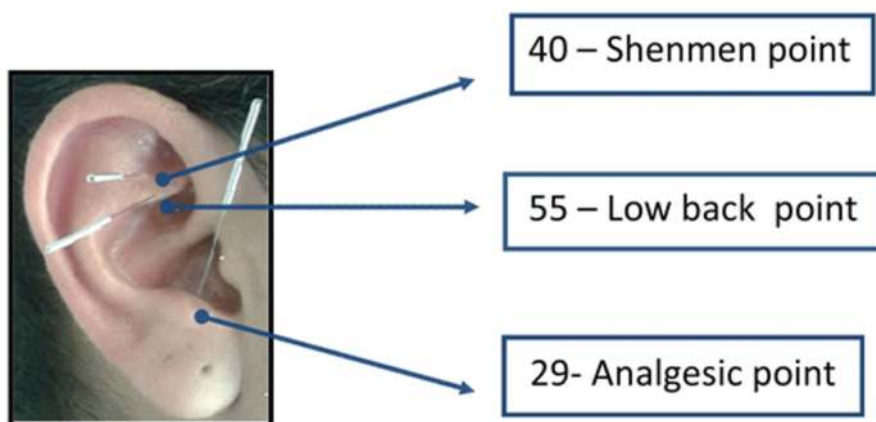 40 – Shenmen point
55 – Low back point
29- Analgesic point